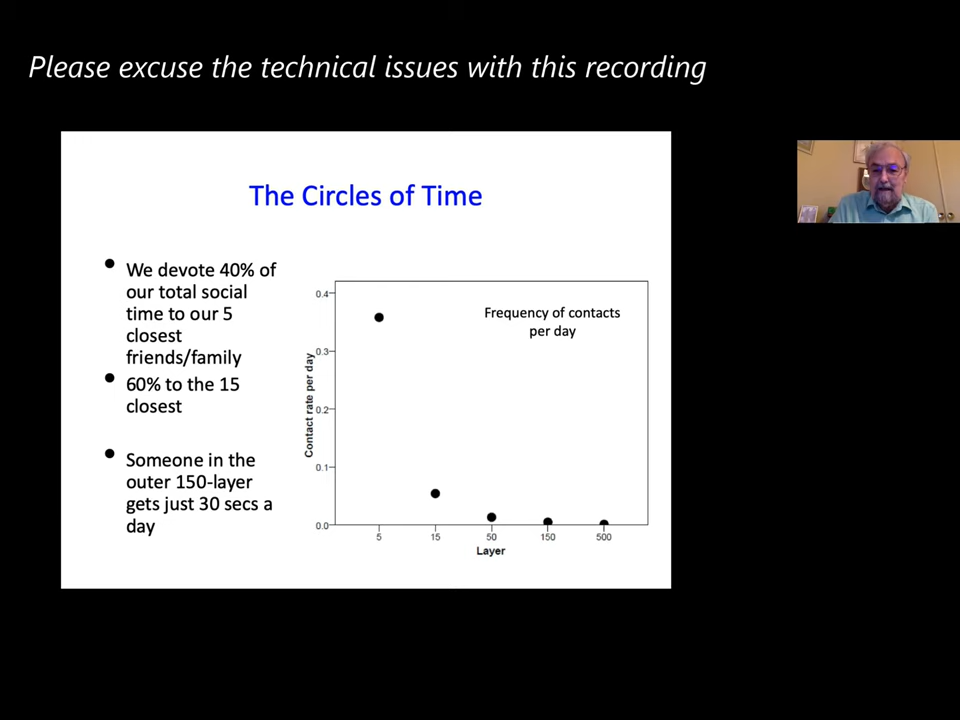 Please excuse the technical issues with this recording
The Circles of Time
• We devote 40% of
our total social
time to our 5
closest
friends/family
• 60% to the 15
closest
• Someone in the
outer 150-layer
gets just 30 secs a
day
Frequency of contacts
per day
Contact rate per day
0.4
0.3
0.2
0.1
0.0
5 15 50 150 500
Layer